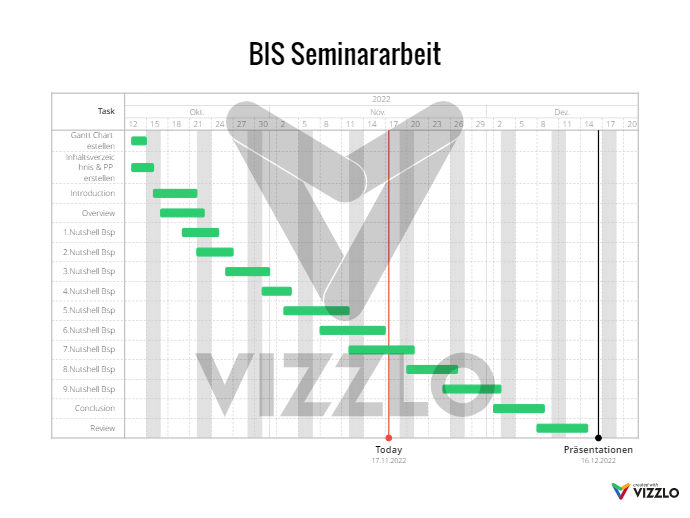 BIS Seminararbeit
2022
Task
Okt.
Nov.
Dez.
12 15 18 21 24 27 30 2 5 8 11 14 17 20 23 26 29 2 5 8 11 14 17 20
Gantt Chart
estellen
Inhaltsverzeic
hnis & PP
erstellen
Introduction
Overview
1.Nutshell Bsp
2.Nutshell Bsp
3.Nutshell Bsp
4.Nutshell Bsp
5.Nutshell Bsp
6.Nutshell Bsp
7.Nutshell Bsp
8.Nutshell Bsp
9.Nutshell Bsp
Conclusion
Review
VIZZLO
Today
17.11.2022
Präsentationen
16.12.2022
created with
VIZZLO